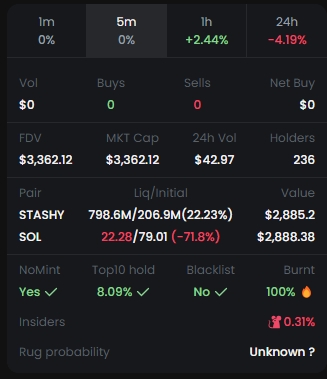 1m 5m 1h 24h
0% 0% +2.44% -4.19%
Vol Buys Sells Net Buy
$0 0 0 $0
FDV MKT Cap 24h Vol Holders
$3,362.12 $3,362.12 $42.97 236
Pair Liq/Initial Value
STASHY 798.6M/206.9M(22.23%) $2,885.2
SOL 22.28/79.01 (-71.8%) $2,888.38
NoMint Top10 hold Blacklist Burnt
Yes ✓ 8.09% ✓ No ✓ 100% 🔥
Insiders 0.31%
Rug probability Unknown ?